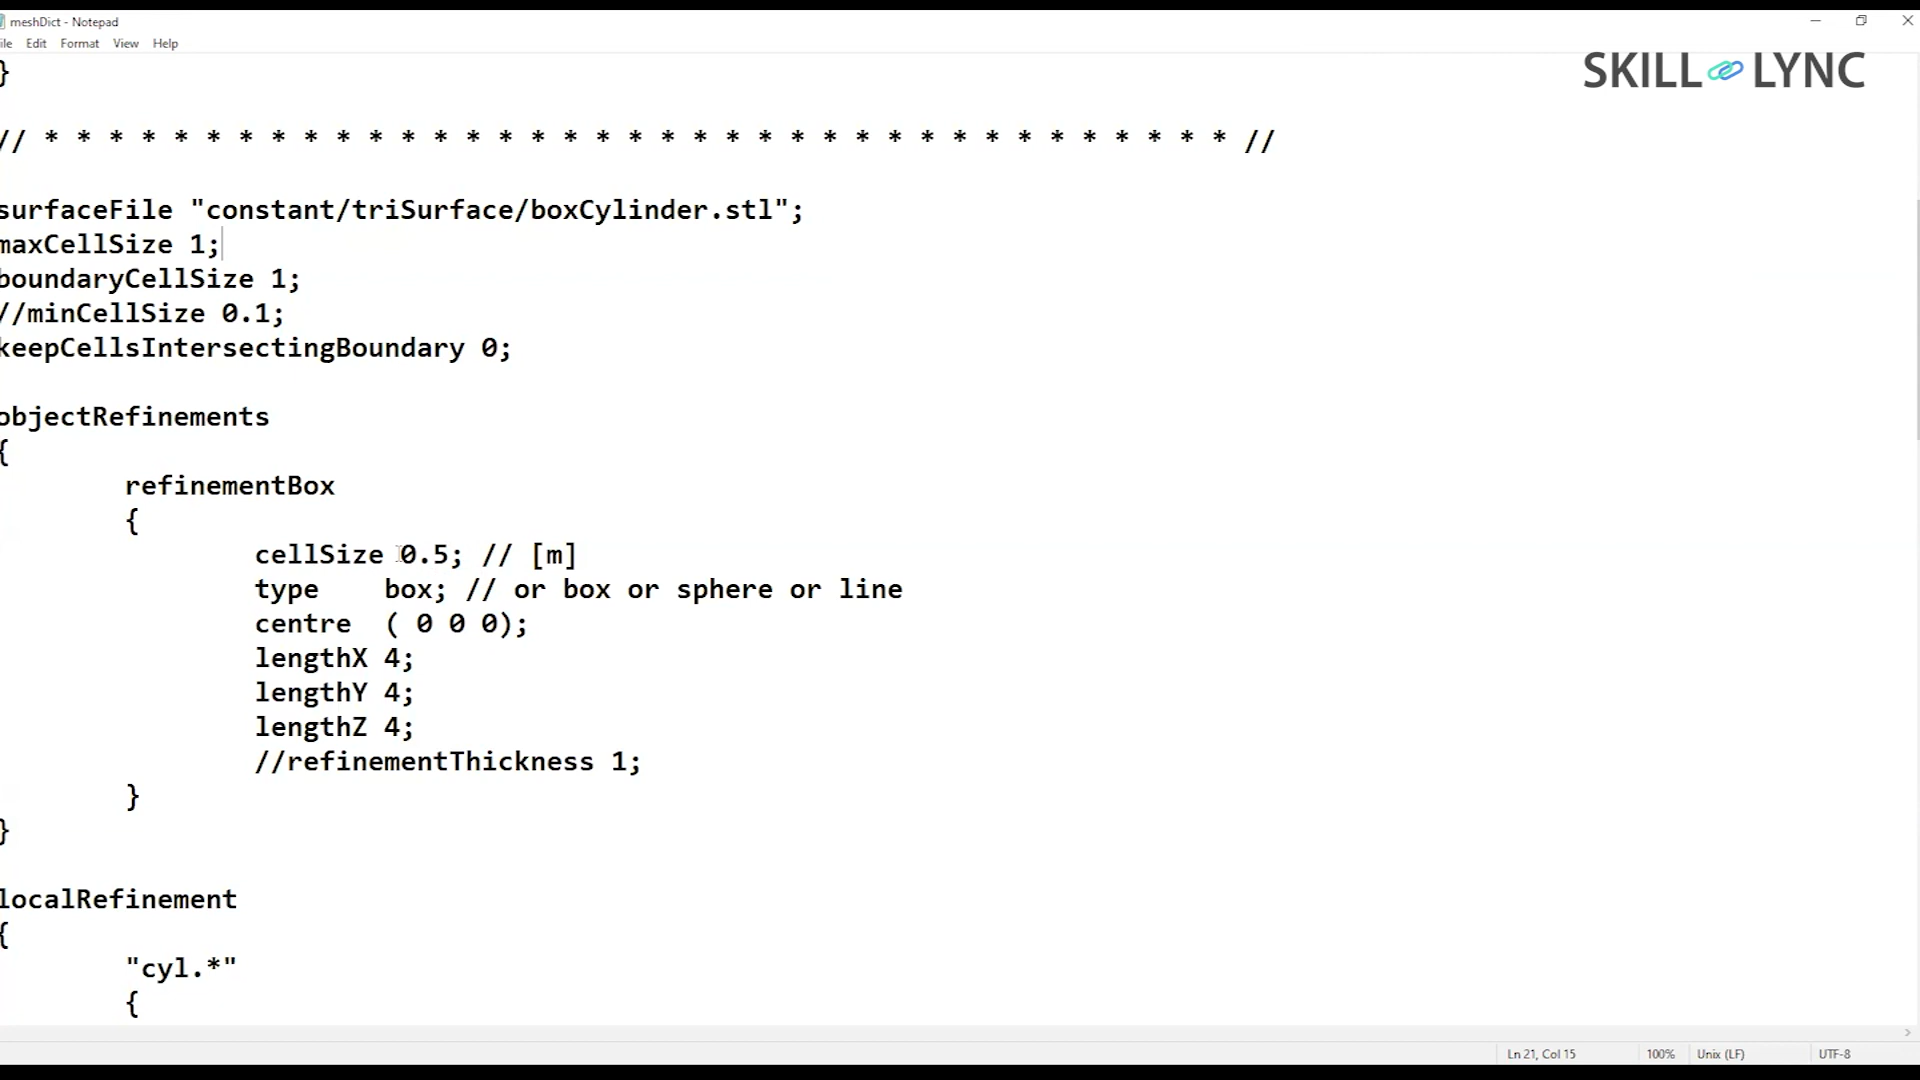 meshDict - Notepad
ile Edit Format View Help
SKILL LYNC
}
// * * * * * * * * * * * * * * * * * * * * * * * * * * * * * * * * * * * * * //
surfaceFile "constant/triSurface/boxCylinder.stl";
maxCellSize 1;
boundaryCellSize 1;
//minCellSize 0.1;
keepCellsIntersectingBoundary 0;
objectRefinements
{
refinementBox
{
cellSize 0.5; // [m]
type box; // or box or sphere or line
centre ( 0 0 0);
lengthX 4;
lengthY 4;
lengthZ 4;
//refinementThickness 1;
}
}
localRefinement
{
"cyl.*"
{
Ln 21, Col 15 100% Unix (LF) UTF-8